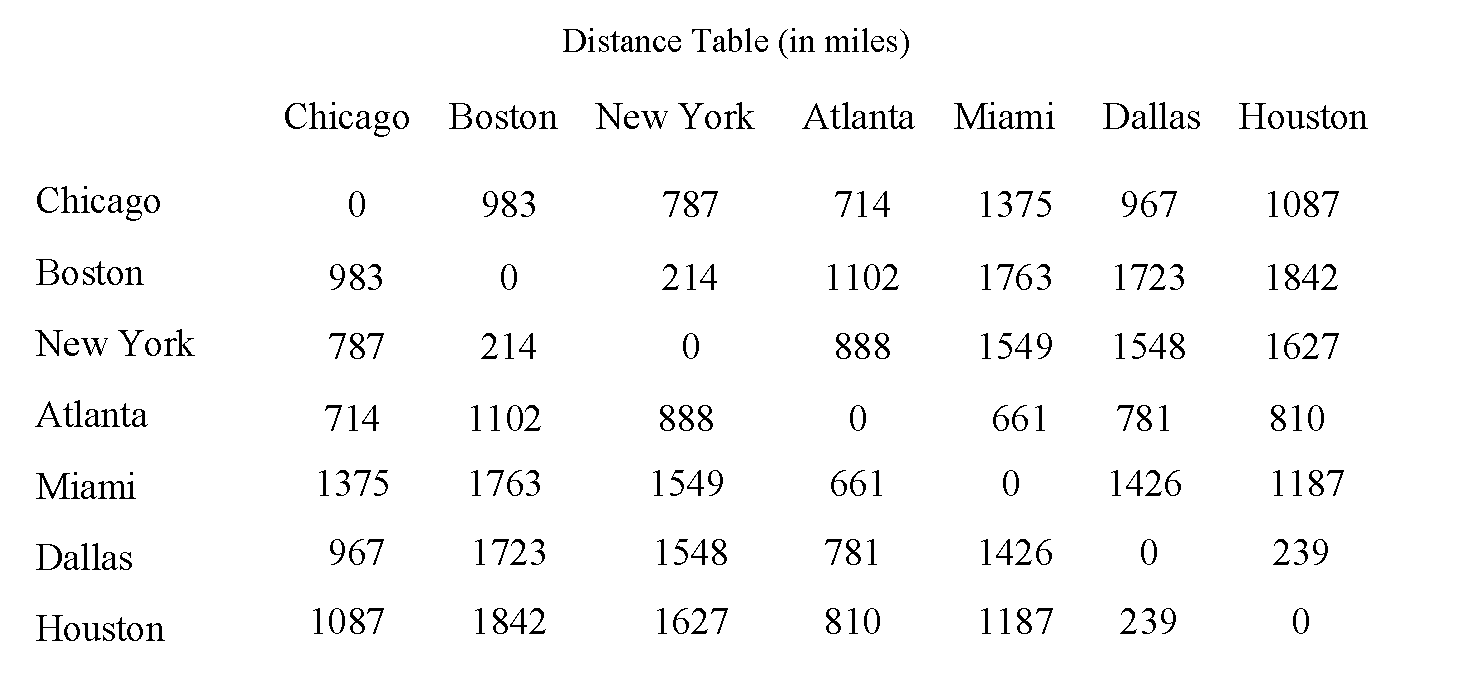 Distance Table (in miles)
Chicago Boston New York Atlanta Miami Dallas Houston
Chicago 0 983 787 714 1375 967 1087
Boston 983 0 214 1102 1763 1723 1842
New York 787 214 0 888 1549 1548 1627
Atlanta 714 1102 888 0 661 781 810
Miami 1375 1763 1549 661 0 1426 1187
Dallas 967 1723 1548 781 1426 0 239
Houston 1087 1842 1627 810 1187 239 0